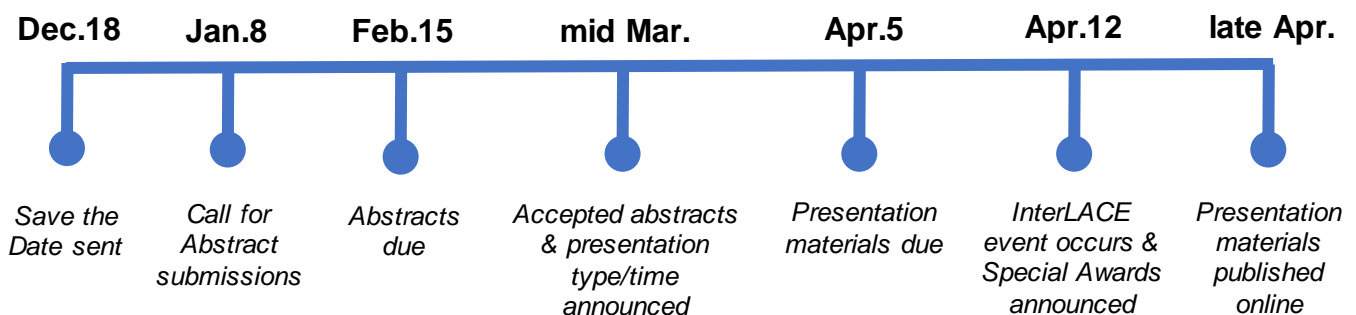 Dec.18 Jan.8 Feb.15 mid Mar. Apr.5 Apr.12 late Apr.
Save the
Date sent
Call for
Abstract
submissions
Abstracts
due
Accepted abstracts
& presentation
type/time
announced
Presentation
materials due
InterLACE
event occurs &
Special Awards
announced
Presentation
materials
published
online